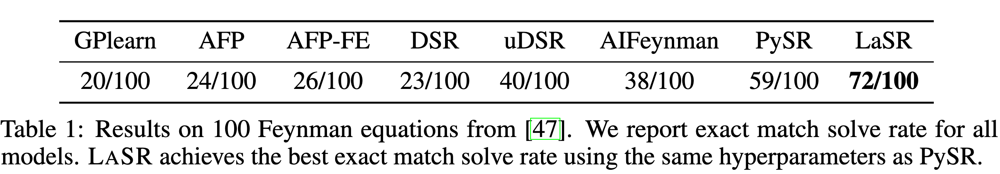 GPlearn AFP AFP-FE DSR uDSR AIFeynman PySR LaSR
20/100 24/100 26/100 23/100 40/100 38/100 59/100 72/100
Table 1: Results on 100 Feynman equations from [47]. We report exact match solve rate for all
models. LASR achieves the best exact match solve rate using the same hyperparameters as PySR.